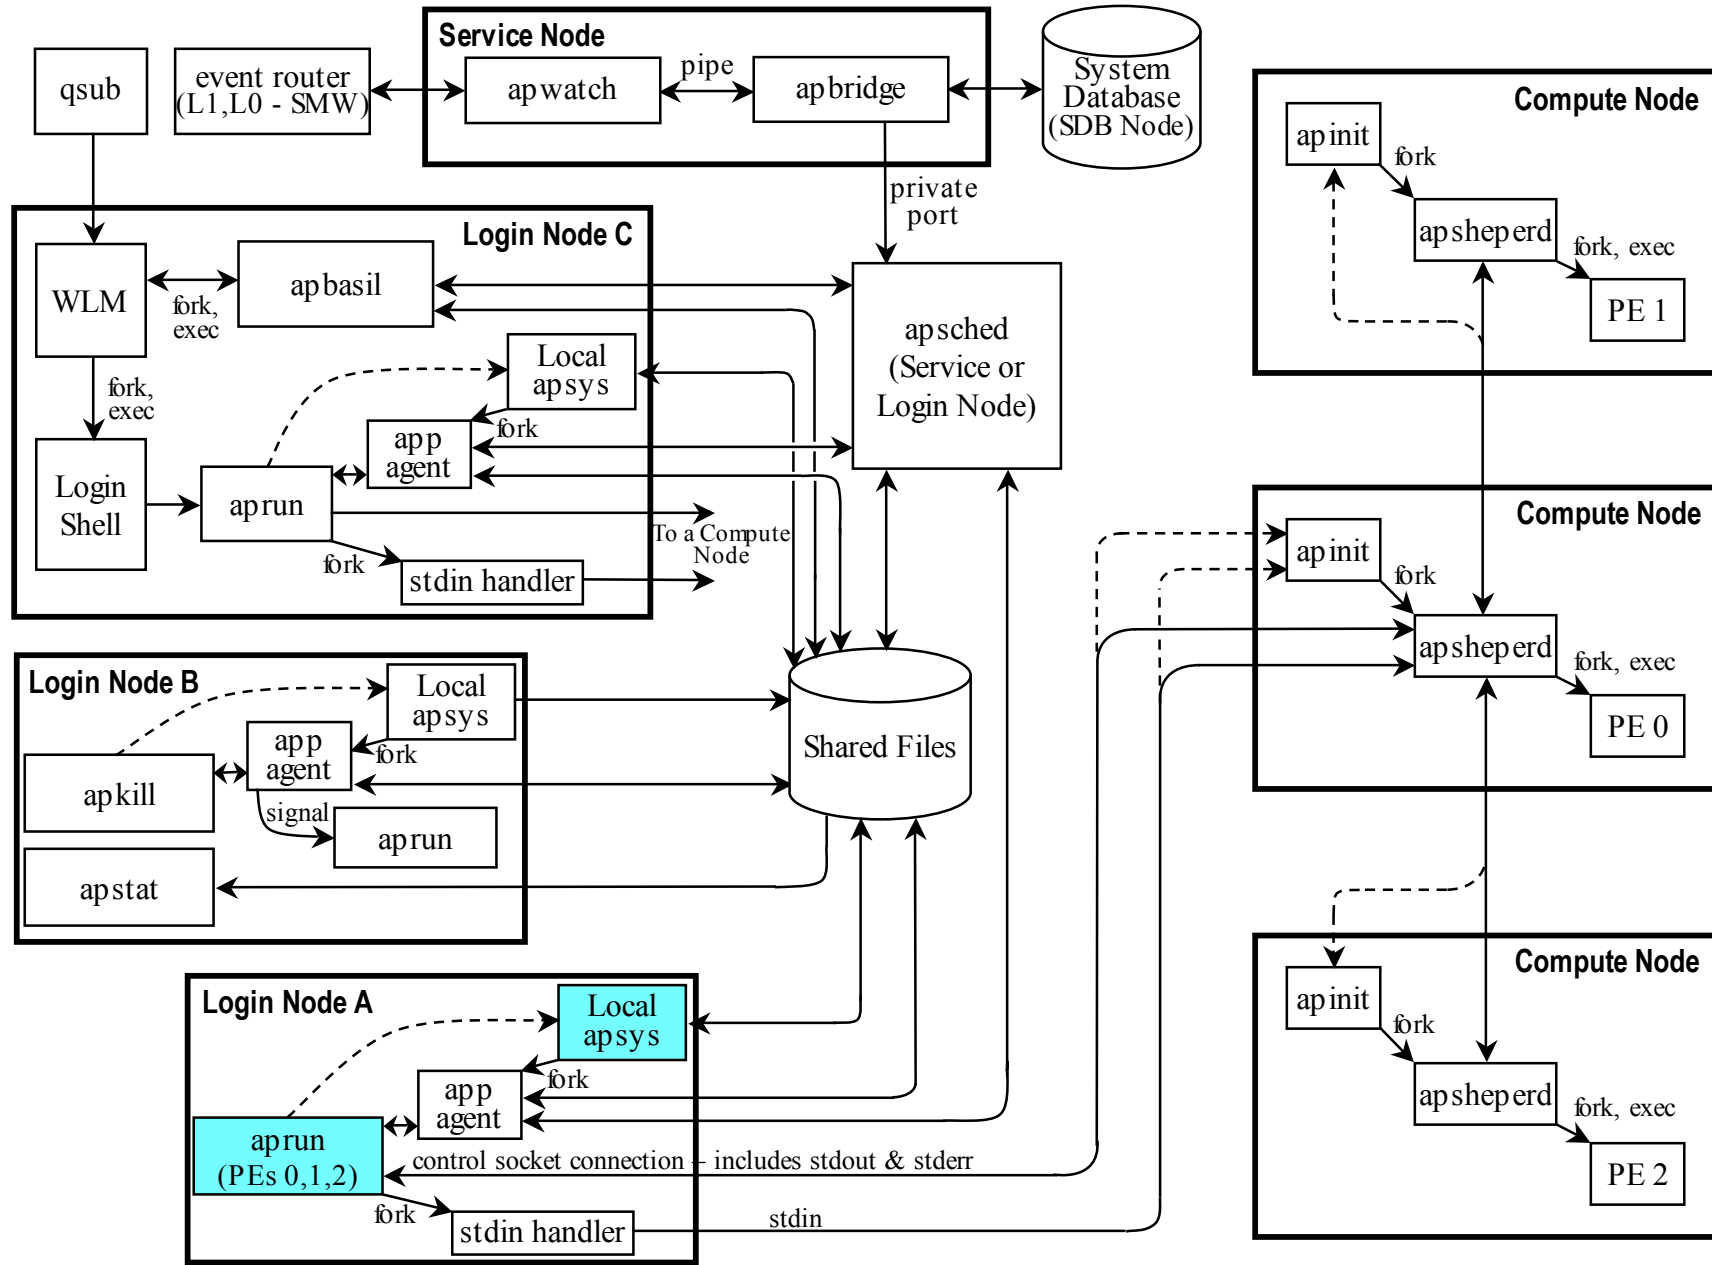 Service Node
qsub
event router
(L1,L0 - SMW)
apwatch
pipe
apbridge
System
Database
(SDB Node)
private
port
Login Node C
WLM
fork,
exec
apbasil
Local
apsys
fork
app
agent
fork,
exec
Login
Shell
aprun
fork
stdin handler
To a Compute
Node
apsched
(Service or
Login Node)
Login Node B
Local
apsys
fork
app
agent
apkill
signal
aprun
apstat
Shared Files
Login Node A
Local
apsys
fork
app
agent
aprun
(PEs 0,1,2)
control socket connection – includes stdout & stderr
fork
stdin handler
stdin
Compute Node
apinit
fork
apsheperd
fork, exec
PE 1
Compute Node
apinit
fork
apsheperd
fork, exec
PE 0
Compute Node
apinit
fork
apsheperd
fork, exec
PE 2